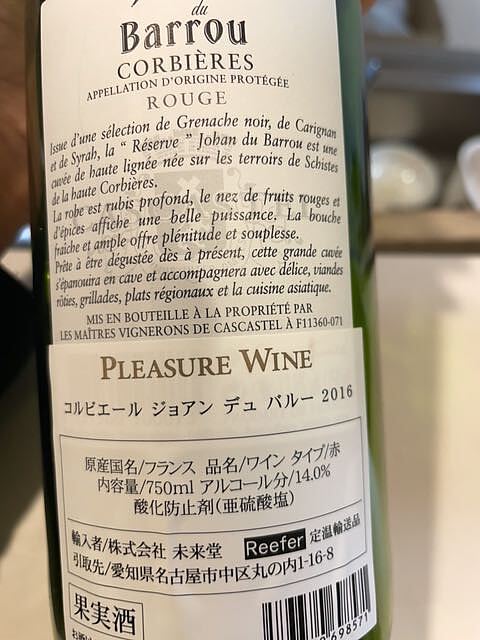 du
Barrou
CORBIÈRES
APPELLATION D'ORIGINE PROTÉGÉE
ROUGE
Issue d'une sélection de Grenache noir, de Carignan
et de Syrah, la “ Réserve ” Johan du Barrou est une
cuvée de haute lignée née sur les terroirs de Schistes
de la haute Corbières.
La robe est rubis profond, le nez de fruits rouges et
d'épices affiche une belle puissance. La bouche
fraîche et ample offre plénitude et souplesse.
Prête à être dégustée dès à présent, cette grande cuvée
s'épanouira en cave et accompagnera avec délice, viandes
rôties, grillades, plats régionaux et la cuisine asiatique.
MIS EN BOUTEILLE À LA PROPRIÉTÉ PAR
LES MAÎTRES VIGNERONS DE CASCASTEL À F11360-071
PLEASURE WINE
コルビエール ジョアン デュ バルー 2016
原産国名/フランス 品名/ワイン タイプ/赤
内容量/750ml アルコール分/14.0%
酸化防止剤(亜硫酸塩)
輸入者/株式会社 未来堂 Reefer 定温輸送品
引取先/愛知県名古屋市中区丸の内1-16-8
果実酒
698571